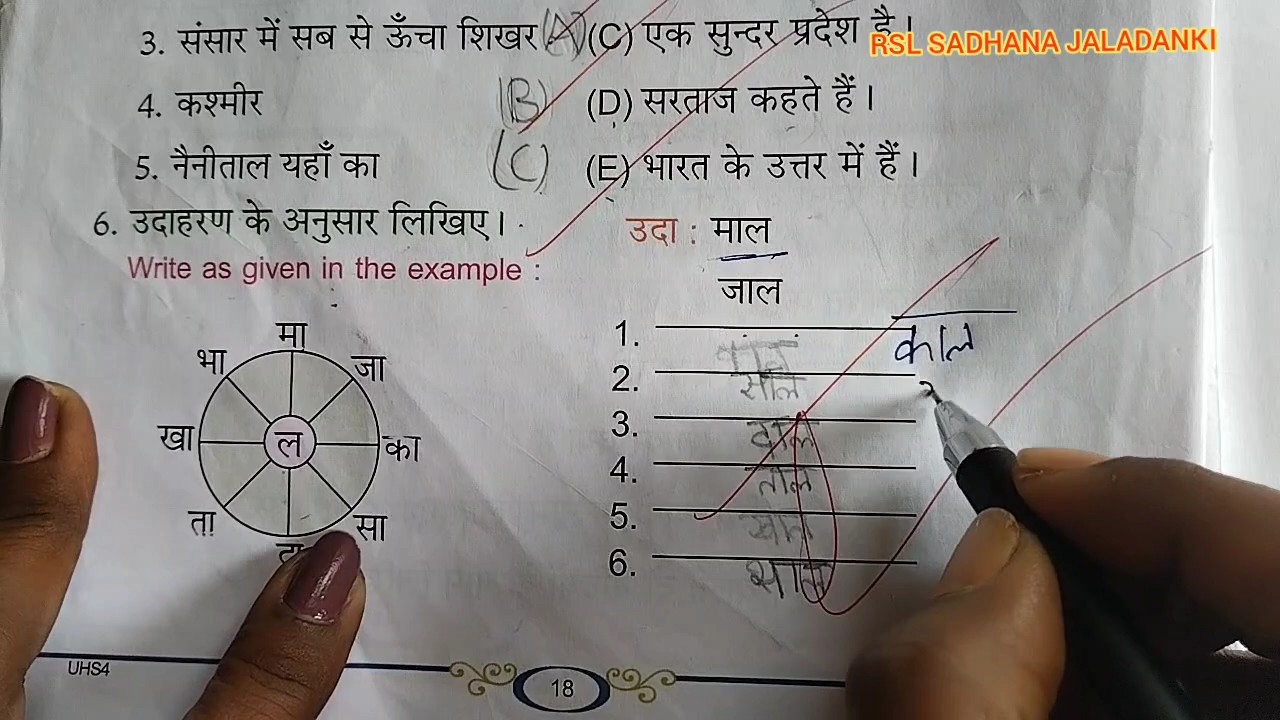 3. संसार में सब से ऊँचा शिखर (A) (C) एक सुन्दर प्रदेश है।
RSL SADHANA JALADANKI
4. कश्मीर (B) (D) सरताज कहते हैं।
5. नैनीताल यहाँ का (C) (E) भारत के उत्तर में हैं।
6. उदाहरण के अनुसार लिखिए। उदा : माल
Write as given in the example :
जाल
मा
भा
जा
खा
ल
का
ता
सा
1.
काल
2. साल
3. दाल
4. ताल
5. खाल
6. भाल
UHS4
18